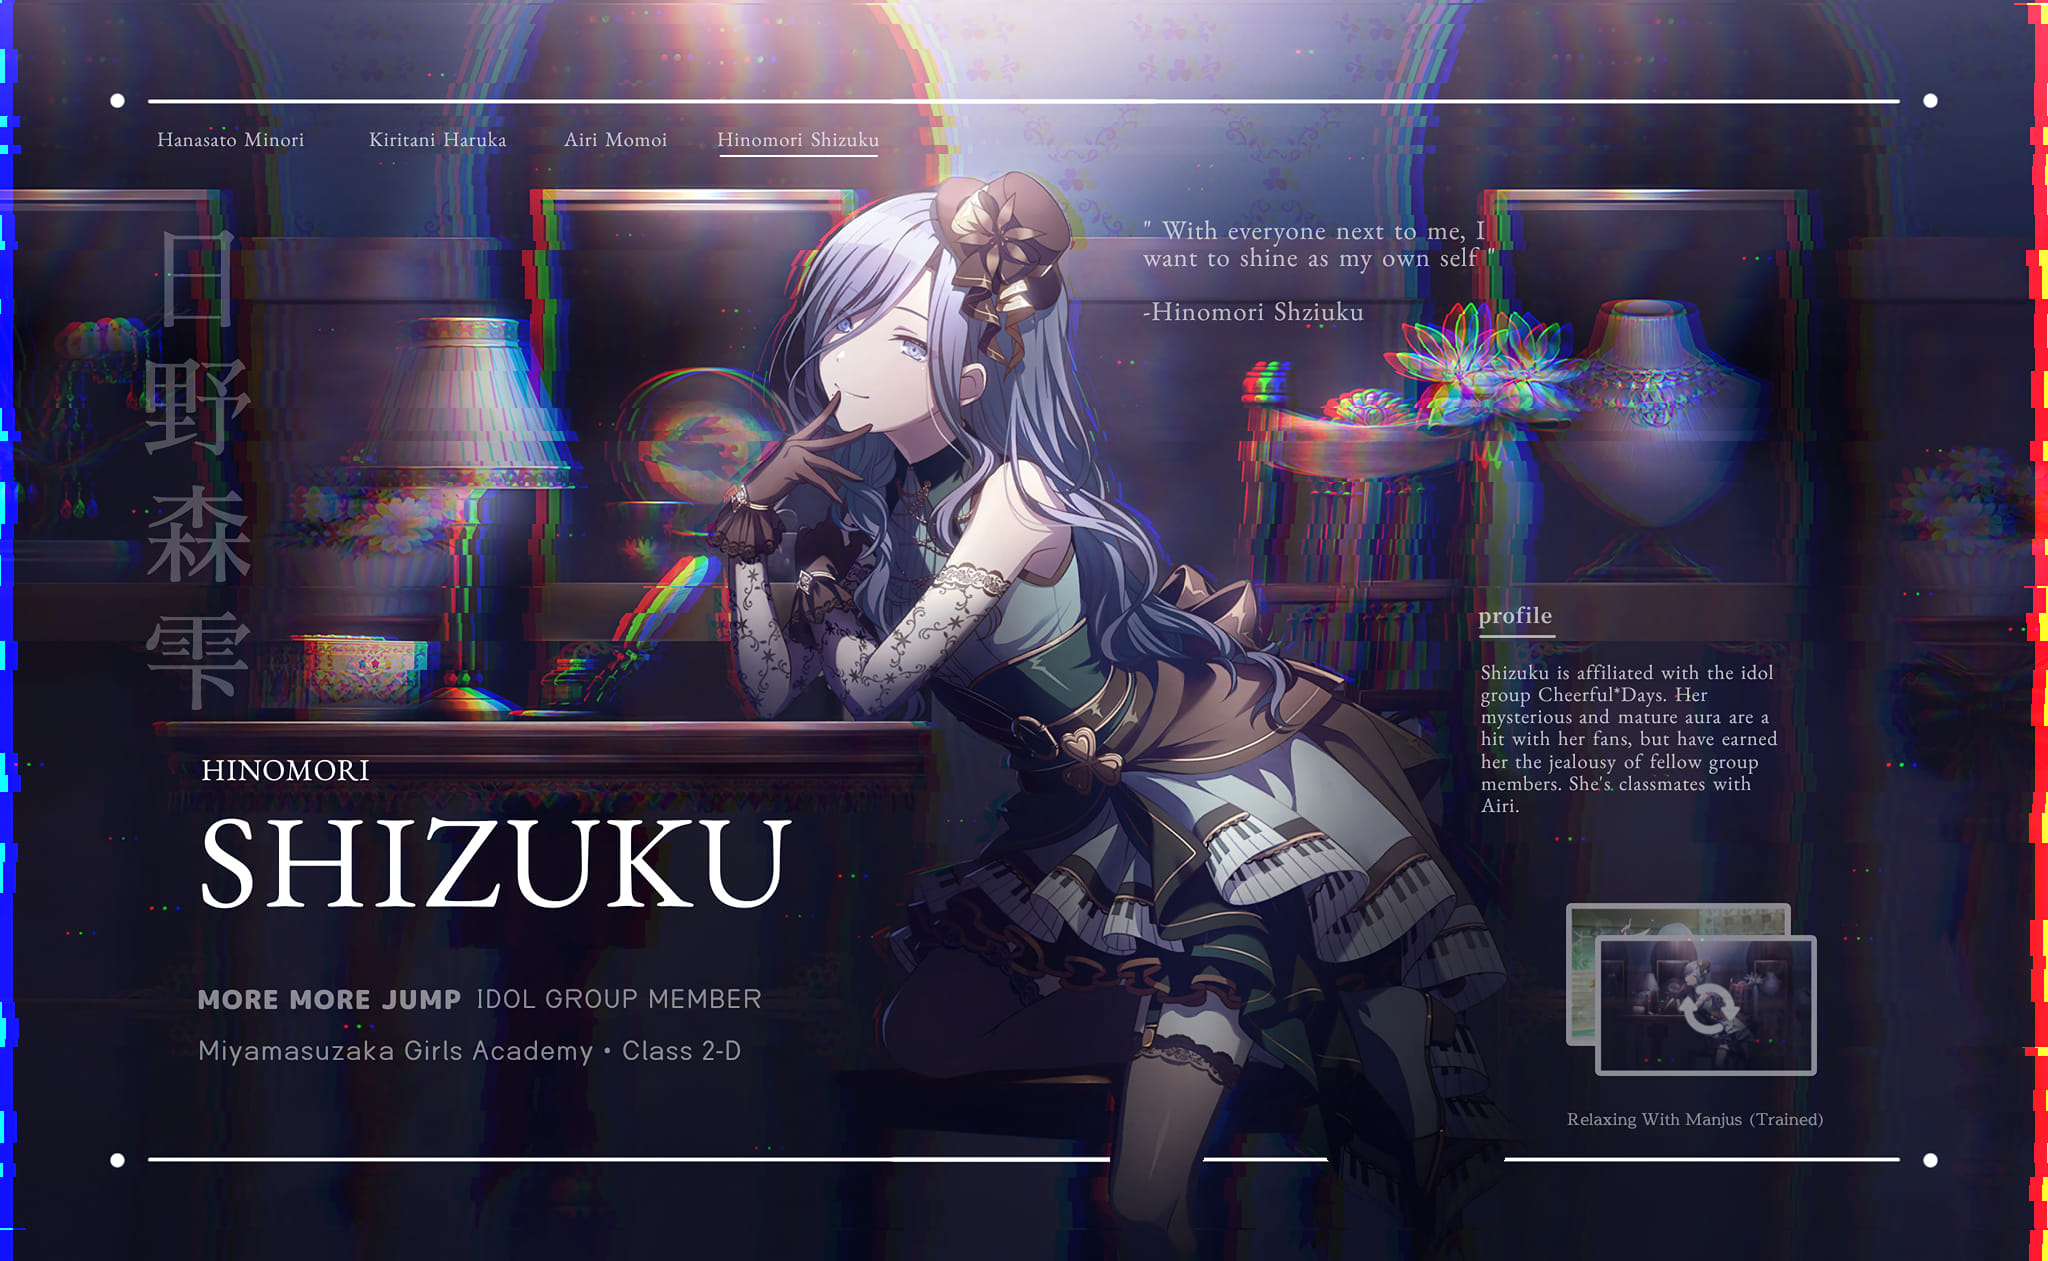 Hanasato Minori
Kiritani Haruka
Airi Momoi
Hinomori Shizuku
日野森雫
" With everyone next to me, I
want to shine as my own self "
-Hinomori Shziuku
HINOMORI
SHIZUKU
MORE MORE JUMP IDOL GROUP MEMBER
Miyamasuzaka Girls Academy • Class 2-D
profile
Shizuku is affiliated with the idol
group Cheerful*Days. Her
mysterious and mature aura are a
hit with her fans, but have earned
her the jealousy of fellow group
members. She's classmates with
Airi.
Relaxing With Manjus (Trained)